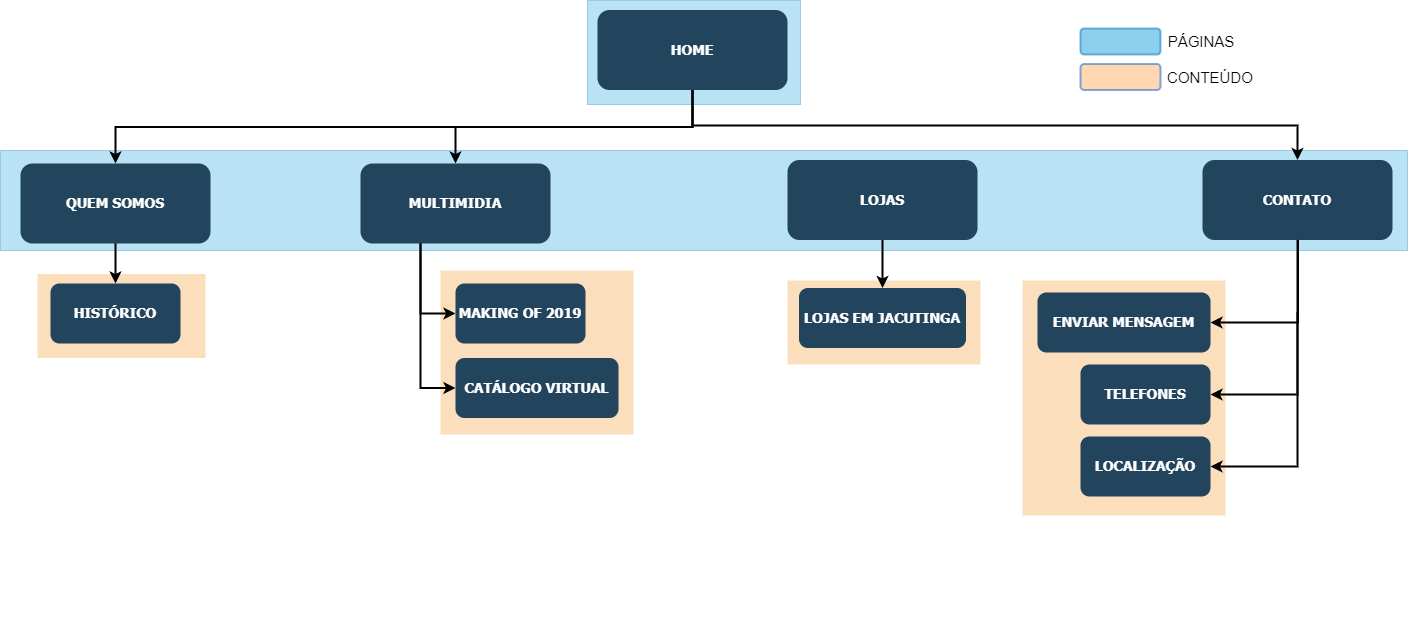 HOME
PÁGINAS
CONTEÚDO
QUEM SOMOS
MULTIMIDIA
LOJAS
CONTATO
HISTÓRICO
MAKING OF 2019
CATÁLOGO VIRTUAL
LOJAS EM JACUTINGA
ENVIAR MENSAGEM
TELEFONES
LOCALIZAÇÃO